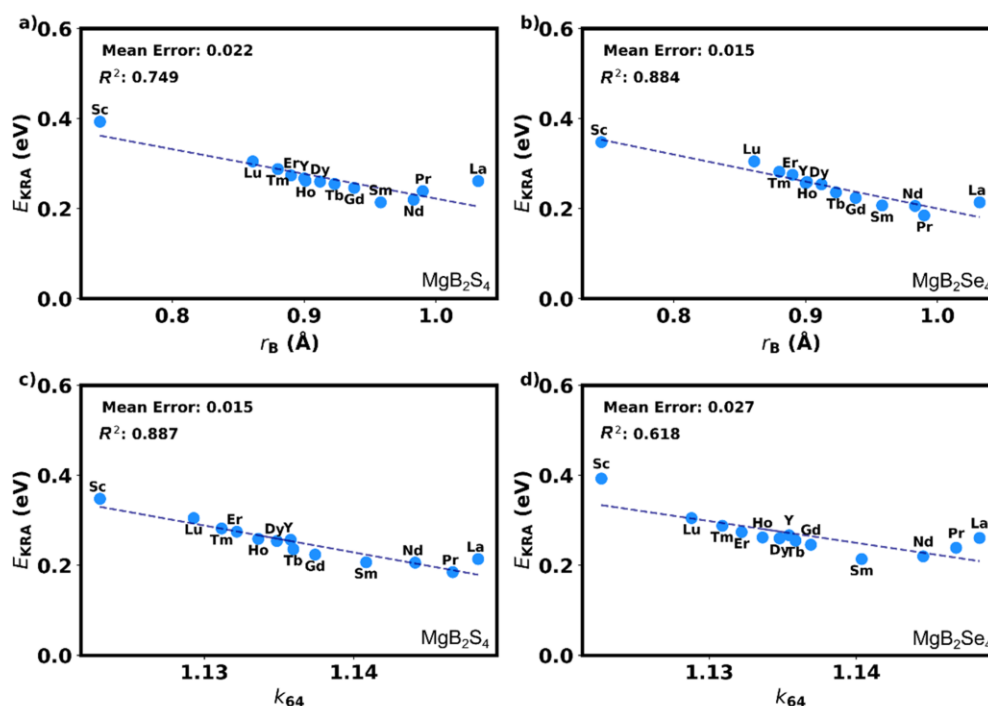 a)
0.6
Mean Error: 0.022
R²: 0.749
Sc
0.4
E_KRA (eV)
Lu
Tm
Er
Y
Ho
Dy
Tb
Gd
Sm
Nd
Pr
La
0.2
MgB₂S₄
0.0
0.8
0.9
1.0
r_B (Å)
b)
0.6
Mean Error: 0.015
R²: 0.884
Sc
0.4
E_KRA (eV)
Lu
Tm
Er
Y
Ho
Dy
Tb
Gd
Sm
Nd
Pr
La
0.2
MgB₂Se₄
0.0
0.8
0.9
1.0
r_B (Å)
c)
0.6
Mean Error: 0.015
R²: 0.887
Sc
0.4
E_KRA (eV)
Lu
Tm
Er
Ho
Dy
Y
Tb
Gd
Sm
Nd
Pr
La
0.2
MgB₂S₄
0.0
1.13
1.14
k₆₄
d)
0.6
Mean Error: 0.027
R²: 0.618
Sc
0.4
E_KRA (eV)
Lu
Tm
Er
Ho
Dy
Y
Tb
Gd
Sm
Nd
Pr
La
0.2
MgB₂Se₄
0.0
1.13
1.14
k₆₄